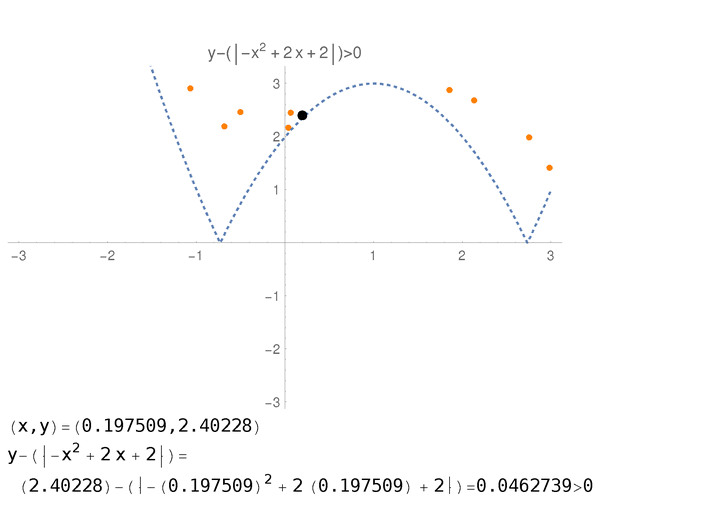 y−(|−x² + 2 x + 2|)>0
3
2
1
−3 −2 −1 1 2 3
−1
−2
−3
(x,y)=(0.197509,2.40228)
y−(|−x² + 2 x + 2|)=
(2.40228)−(|−(0.197509)² + 2 (0.197509) + 2|)=0.0462739>0